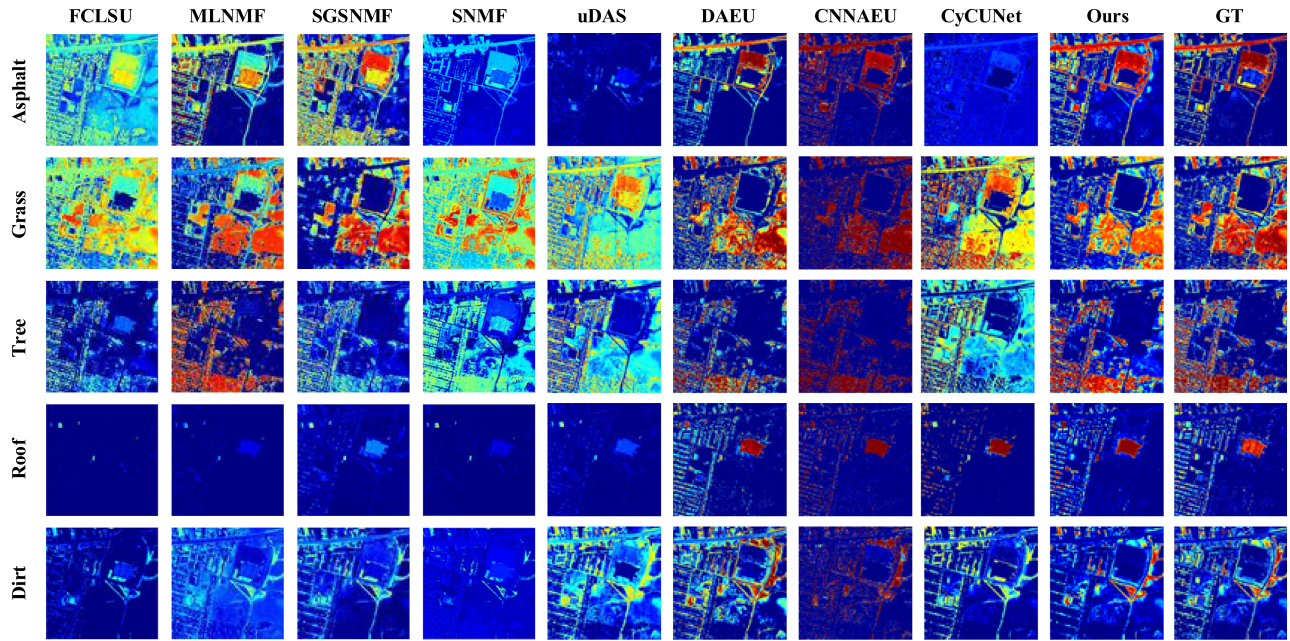 FCLSU MLNMF SGSNMF SNMF uDAS DAEU CNNAEU CyCUNet Ours GT
Asphalt
Grass
Tree
Roof
Dirt